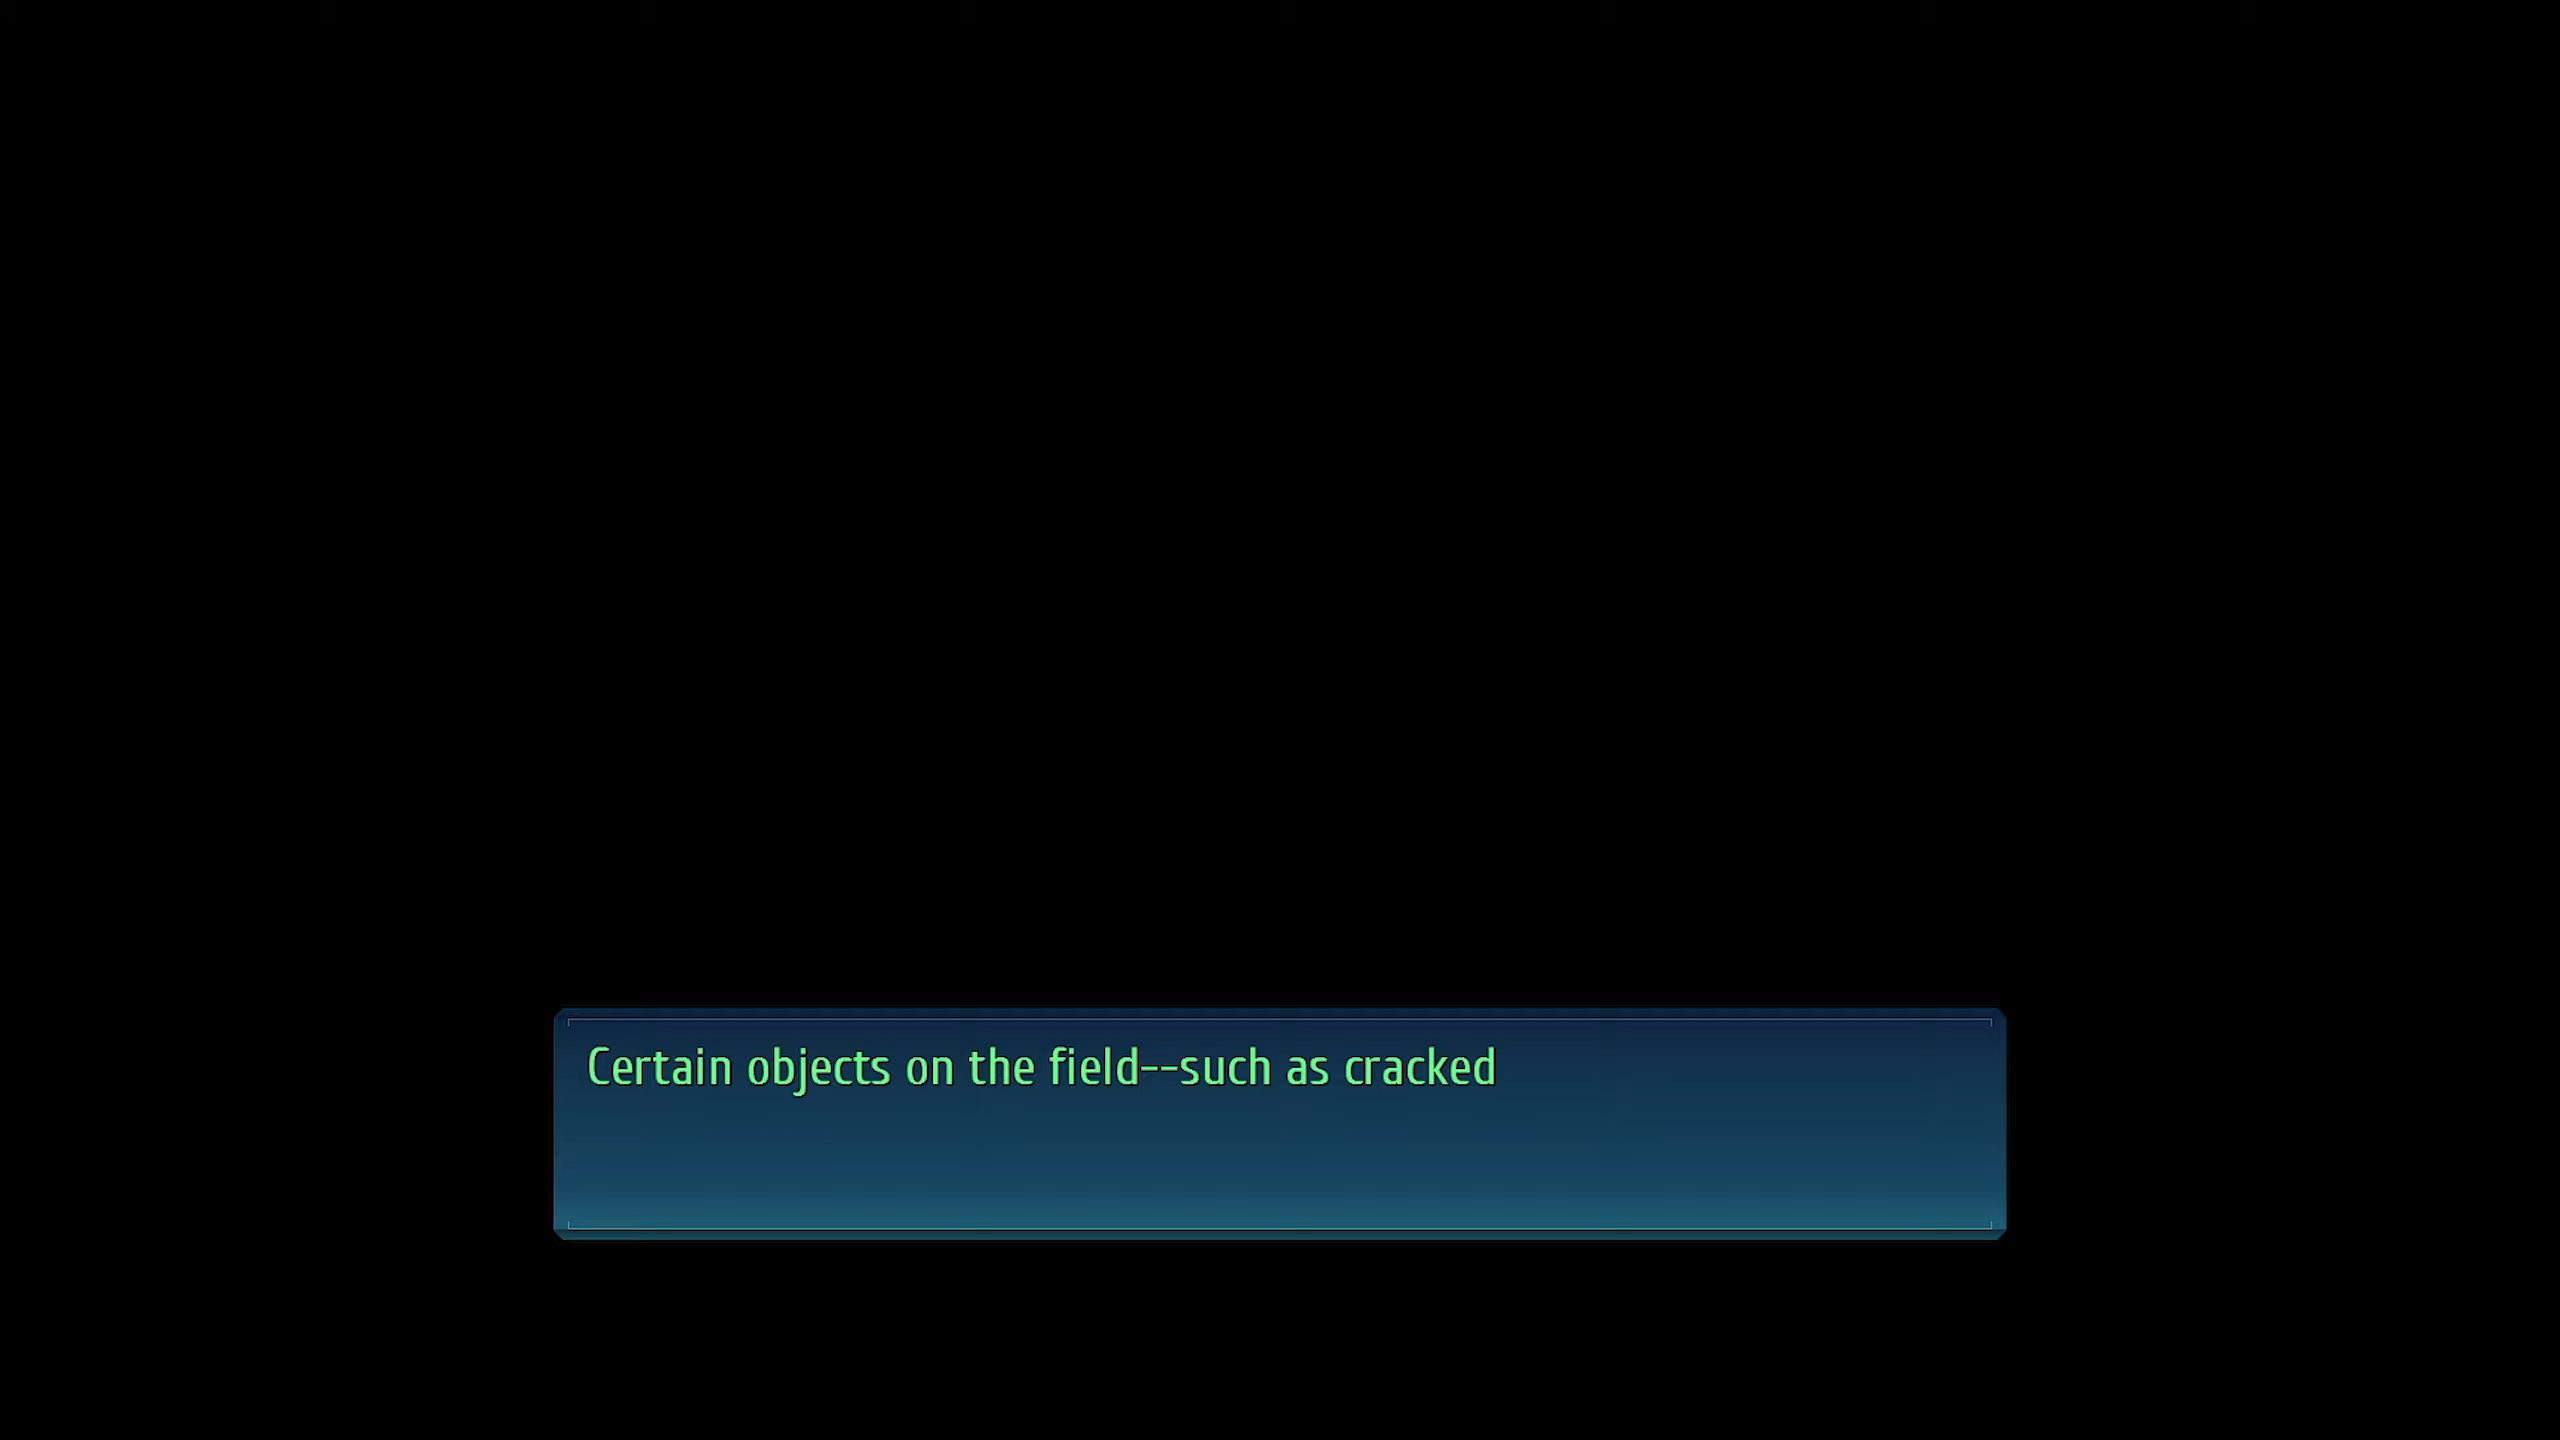 Certain objects on the field--such as cracked